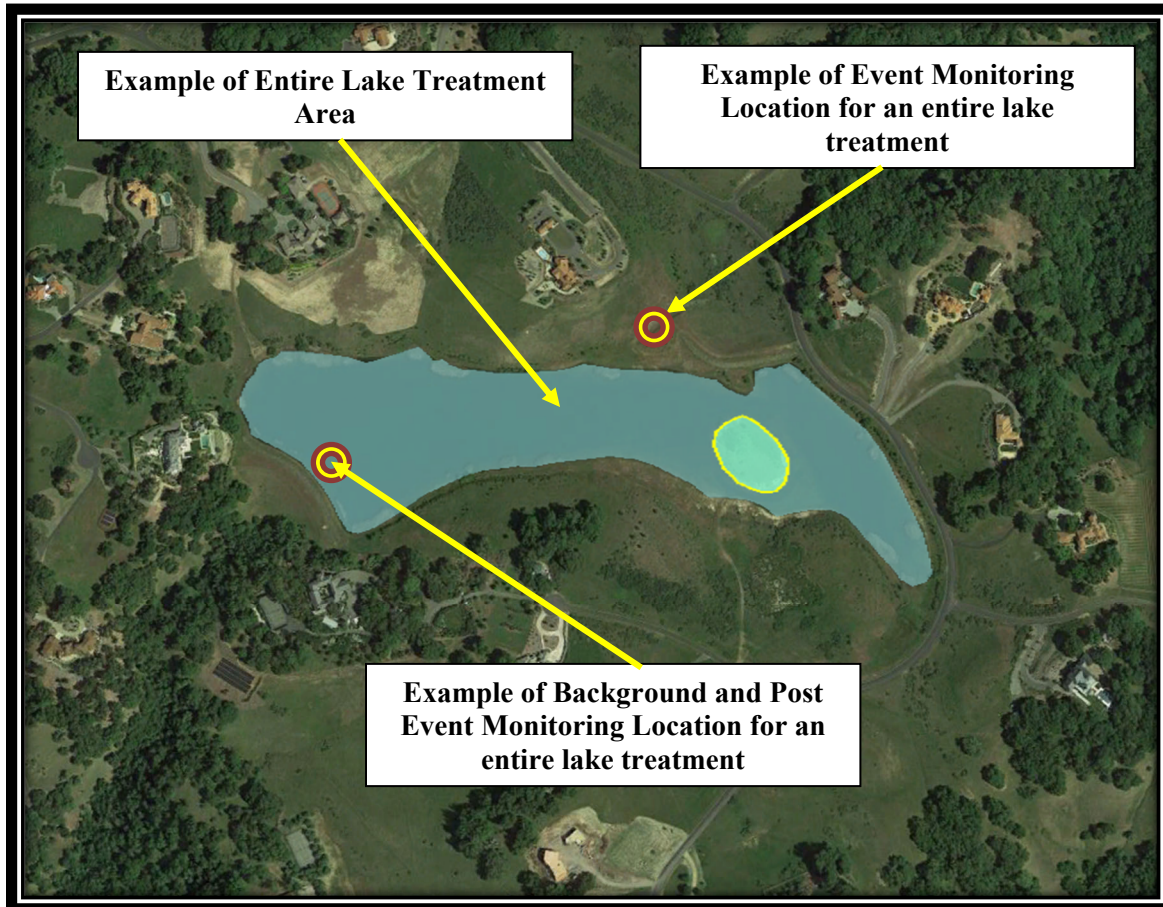 Example of Entire Lake Treatment
Area
Example of Event Monitoring
Location for an entire lake
treatment
Example of Background and Post
Event Monitoring Location for an
entire lake treatment